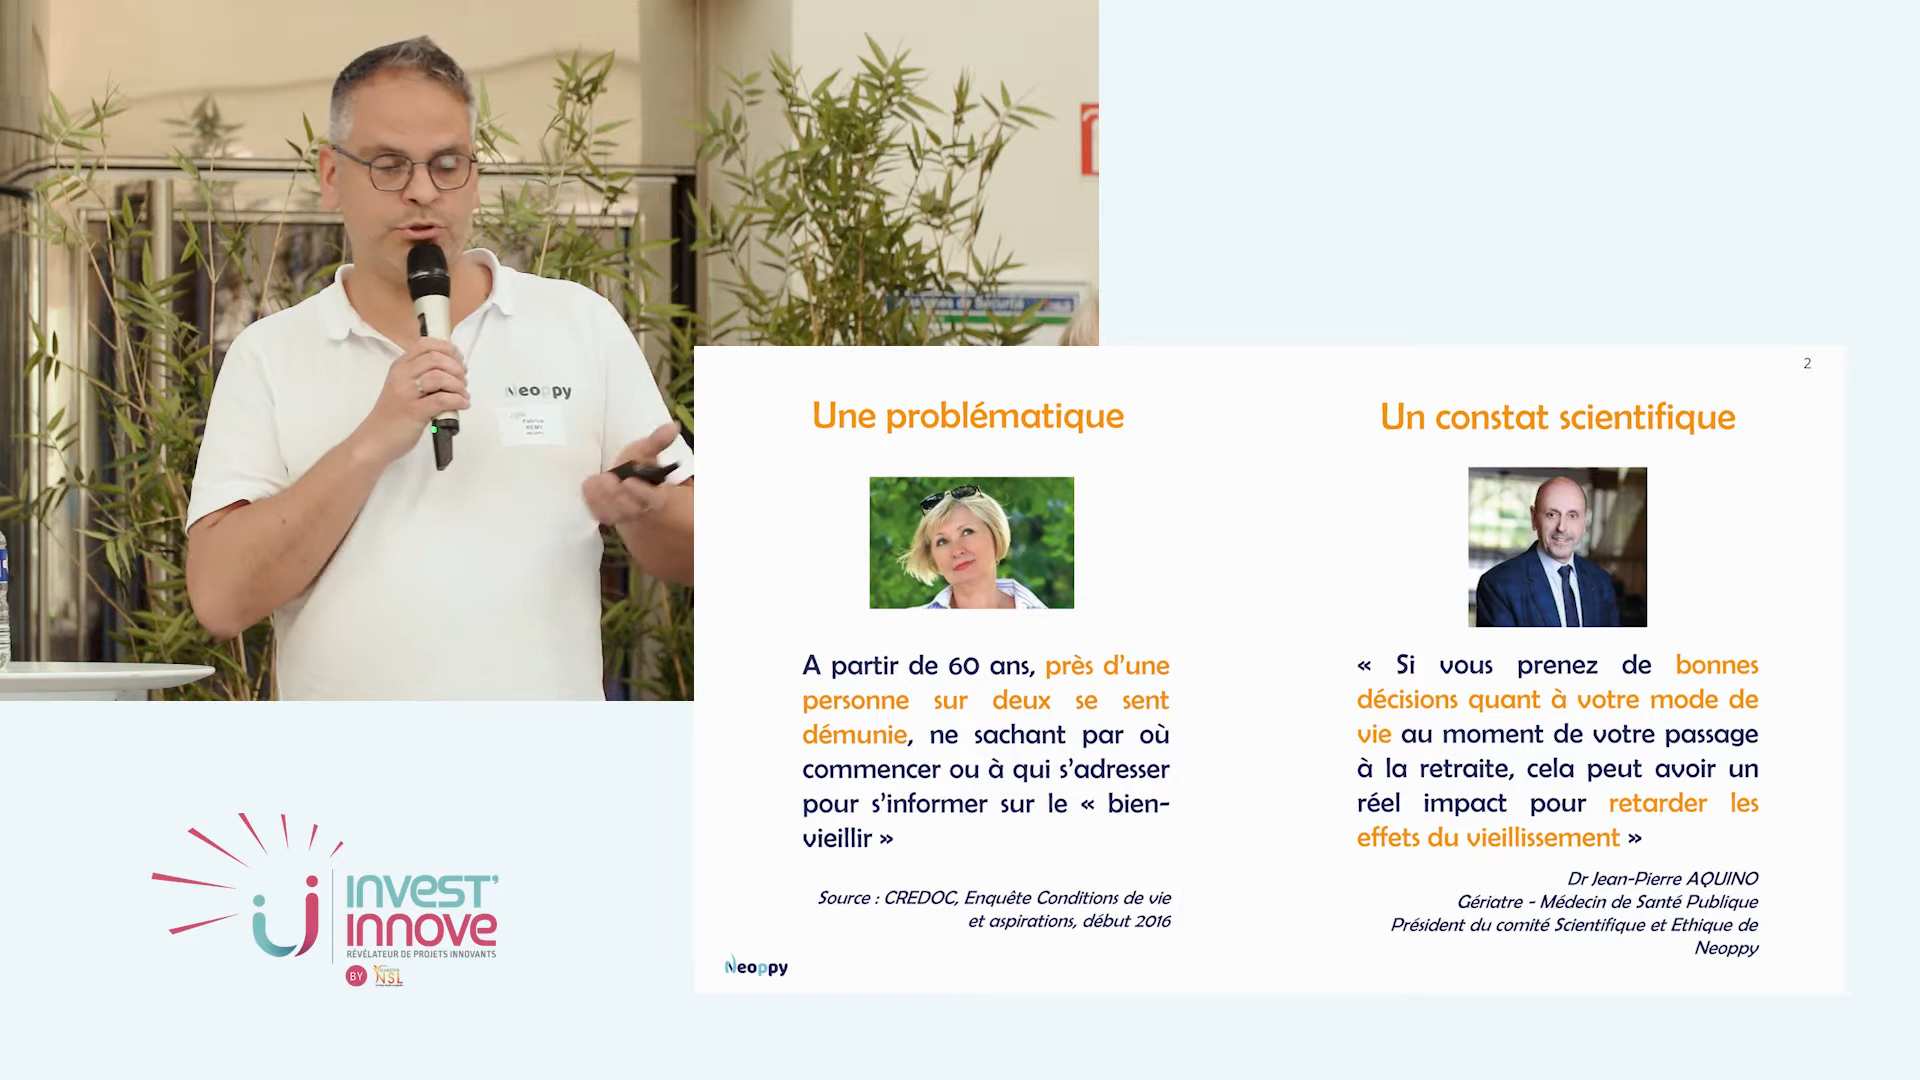 Neoppy
Fabrice
REMY
2
Une problématique
A partir de 60 ans, près d’une
personne sur deux se sent
démunie, ne sachant par où
commencer ou à qui s’adresser
pour s’informer sur le « bien-
vieillir »
Source : CREDOC, Enquête Conditions de vie
et aspirations, début 2016
Un constat scientifique
« Si vous prenez de bonnes
décisions quant à votre mode de
vie au moment de votre passage
à la retraite, cela peut avoir un
réel impact pour retarder les
effets du vieillissement »
Dr Jean-Pierre AQUINO
Gériatre - Médecin de Santé Publique
Président du comité Scientifique et Ethique de
Neoppy
Neoppy
INVEST’
INNOVE
RÉVÉLATEUR DE PROJETS INNOVANTS
BY NSL